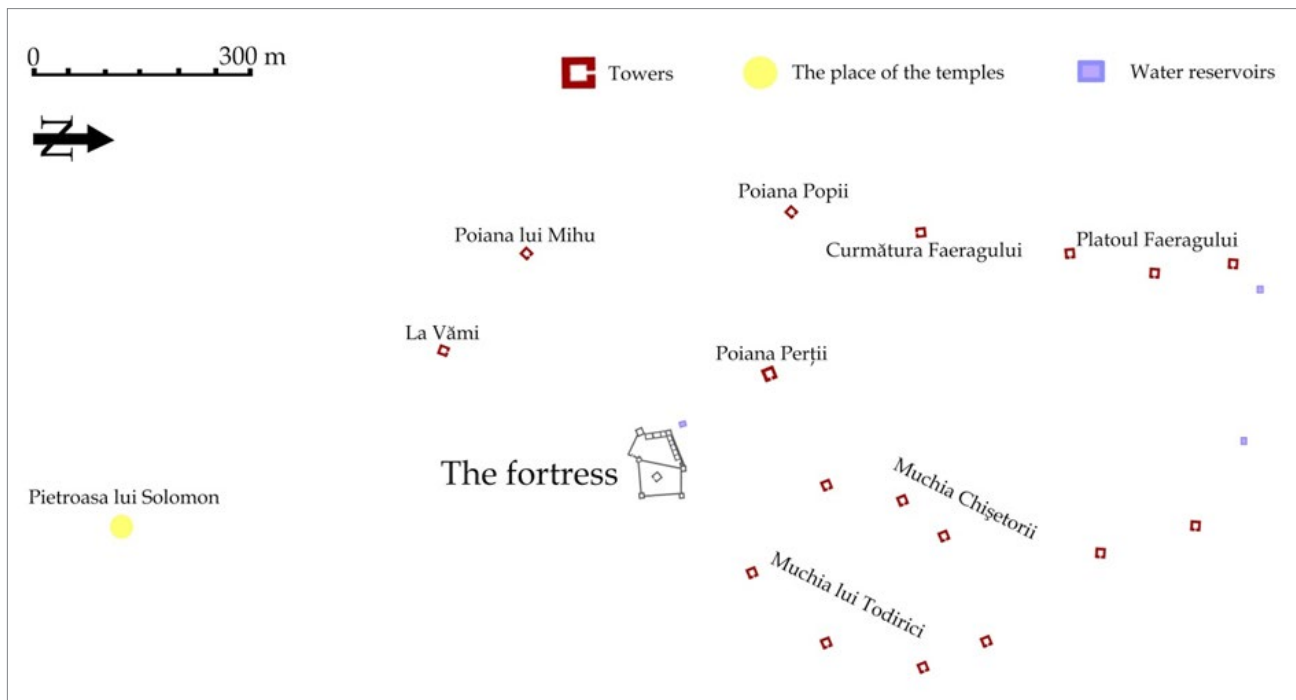 0 300 m
Towers
The place of the temples
Water reservoirs
N
Poiana Popii
Poiana lui Mihu
Curmătura Faeragului
Platoul Faeragului
La Vămi
Poiana Perții
The fortress
Muchia Chişetorii
Pietroasa lui Solomon
Muchia lui Todirici